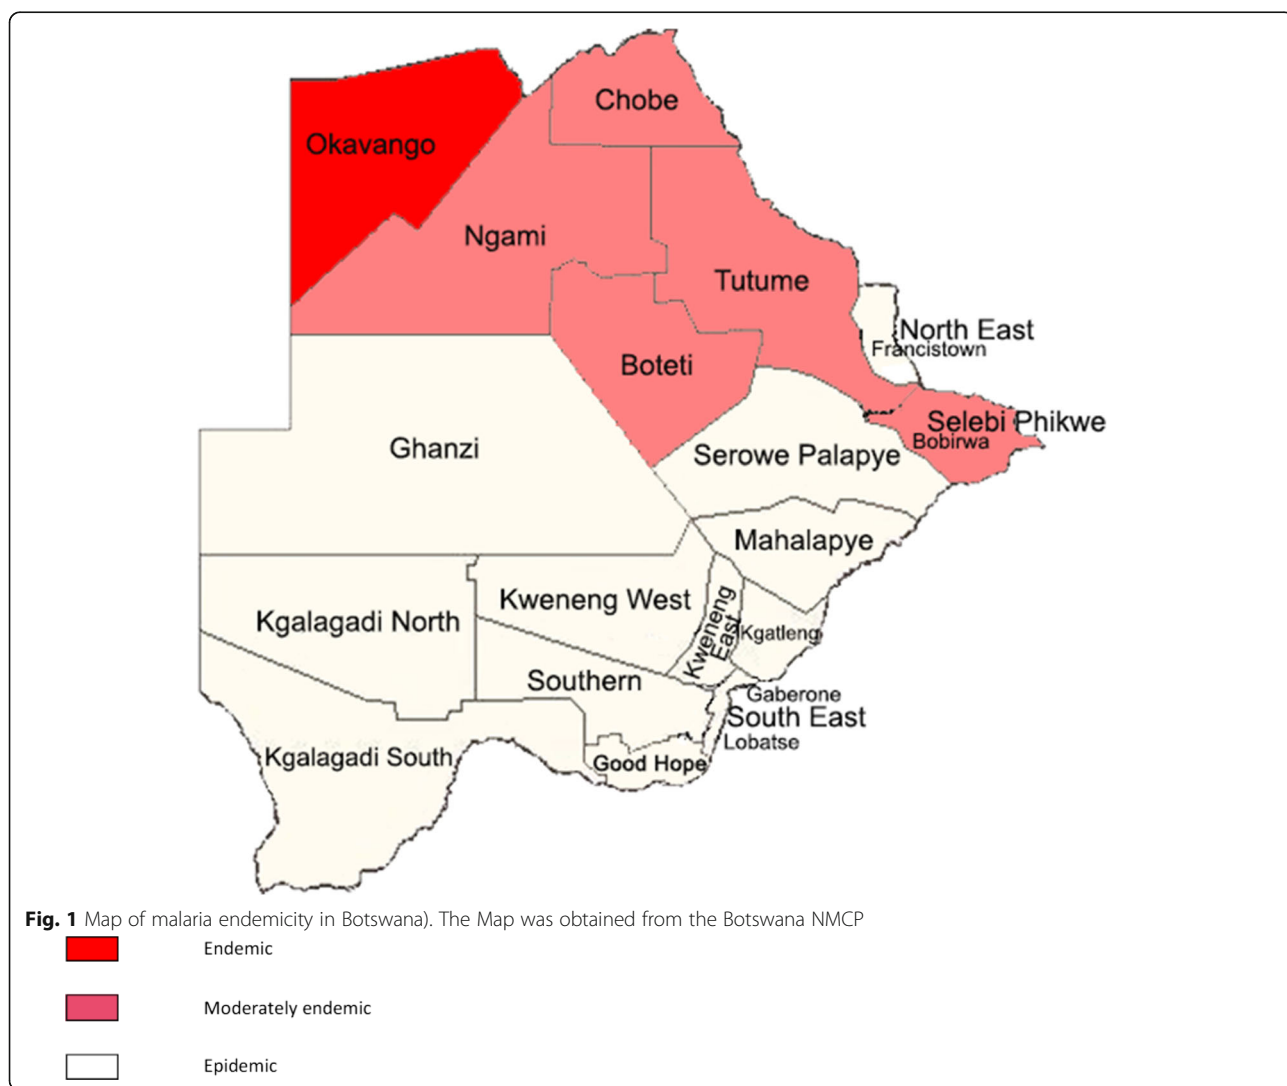 Chobe
Okavango
Ngami
Tutume
North East
Francistown
Boteti
Selebi Phikwe
Bobirwa
Ghanzi
Serowe Palapye
Mahalapye
Kweneng West
Kweneng
East
Kgatleng
Kgalagadi North
Southern
Gaberone
South East
Lobatse
Kgalagadi South
Good Hope
Fig. 1 Map of malaria endemicity in Botswana). The Map was obtained from the Botswana NMCP
Endemic
Moderately endemic
Epidemic